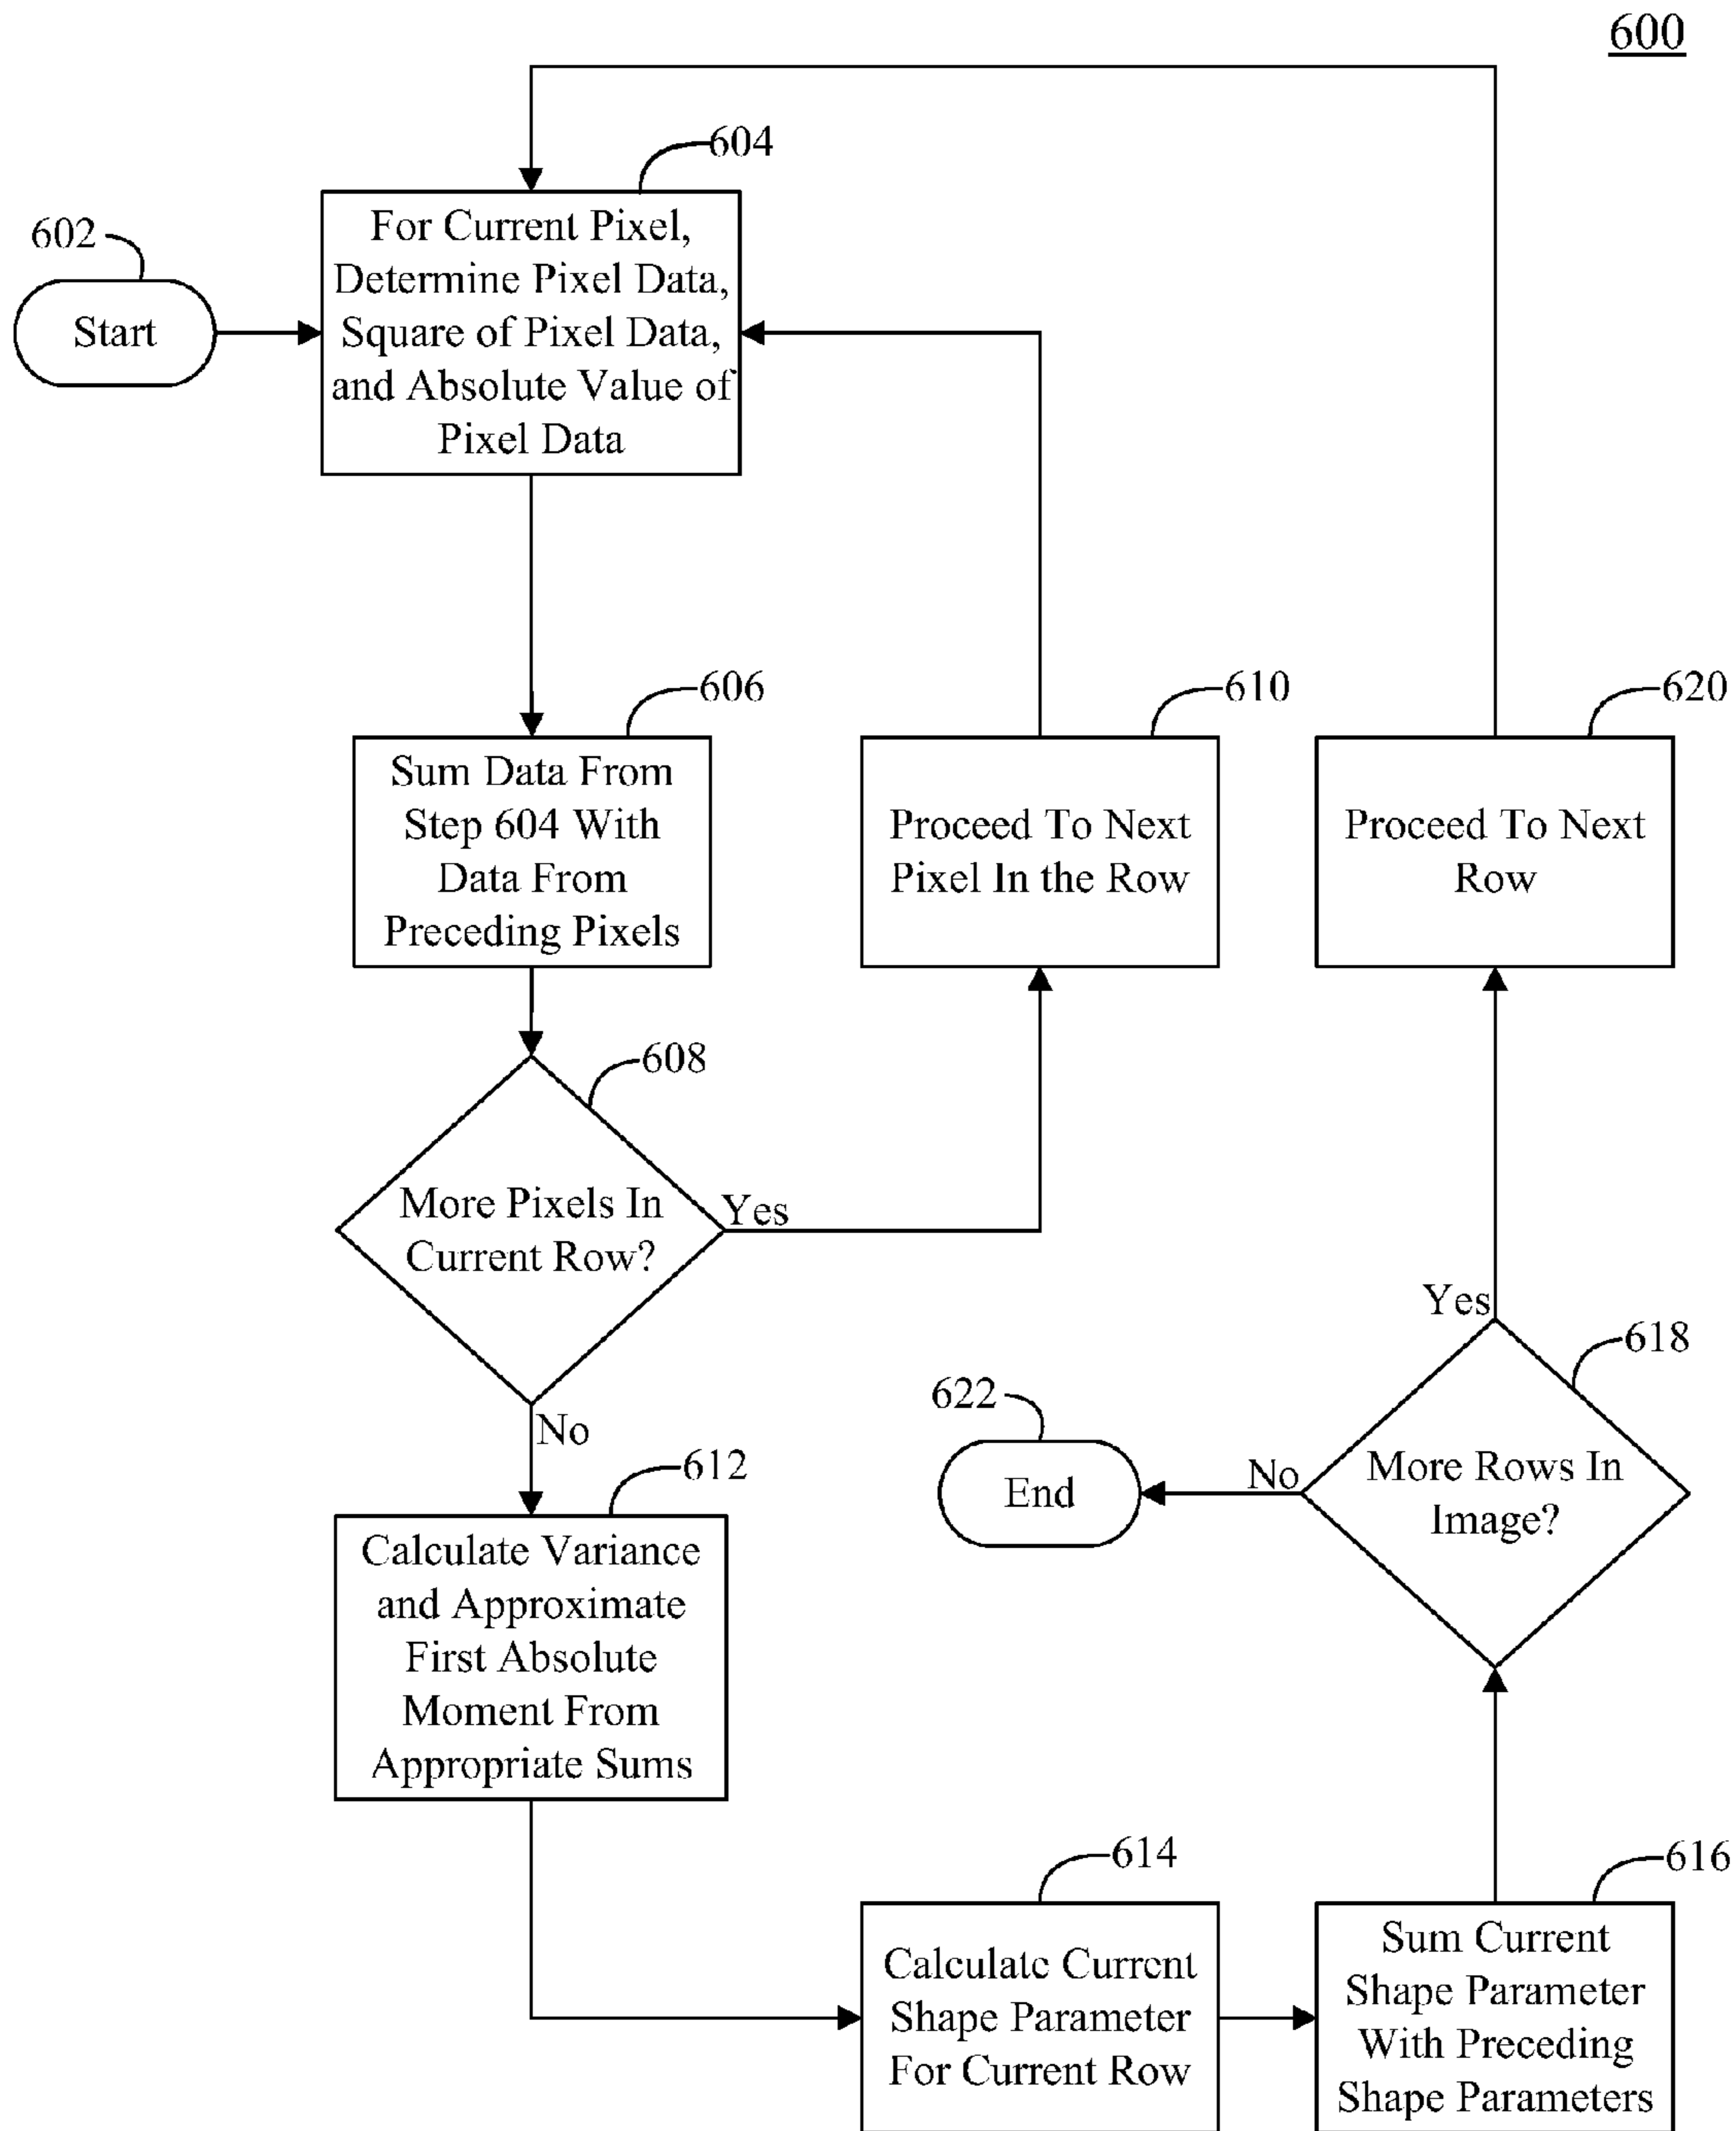 600
604
For Current Pixel,
Determine Pixel Data,
Square of Pixel Data,
and Absolute Value of
Pixel Data
602
Start
606
Sum Data From
Step 604 With
Data From
Preceding Pixels
610
Proceed To Next
Pixel In the Row
620
Proceed To Next
Row
608
More Pixels In
Current Row?
Yes
No
612
Calculate Variance
and Approximate
First Absolute
Moment From
Appropriate Sums
614
Calculate Current
Shape Parameter
For Current Row
616
Sum Current
Shape Parameter
With Preceding
Shape Parameters
618
More Rows In
Image?
Yes
No
622
End